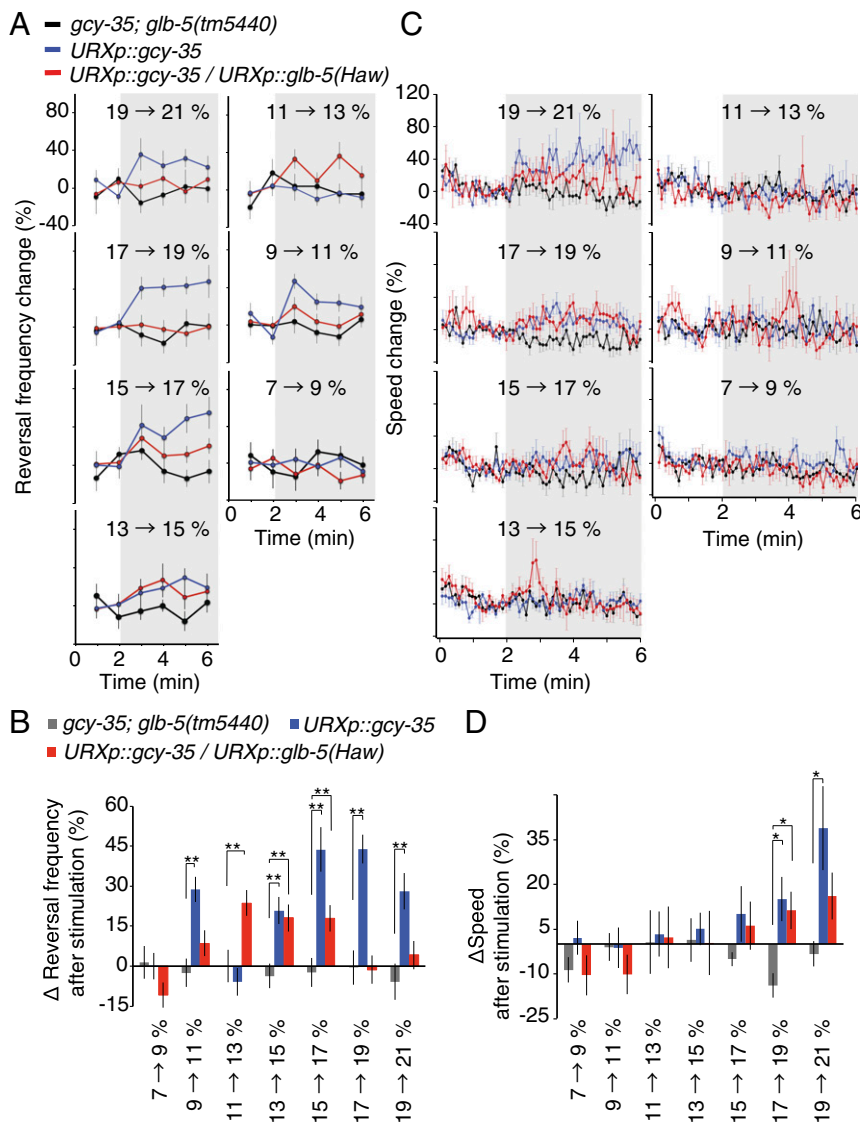 A
gcy-35; glb-5(tm5440)
URXp::gcy-35
URXp::gcy-35 / URXp::glb-5(Haw)
Reversal frequency change (%)
80
40
0
-40
19 → 21 %
11 → 13 %
17 → 19 %
9 → 11 %
15 → 17 %
7 → 9 %
13 → 15 %
0 2 4 6
Time (min)
0 2 4 6
Time (min)
C
Speed change (%)
120
80
40
0
-40
19 → 21 %
11 → 13 %
17 → 19 %
9 → 11 %
15 → 17 %
7 → 9 %
13 → 15 %
0 2 4 6
Time (min)
0 2 4 6
Time (min)
B
gcy-35; glb-5(tm5440) URXp::gcy-35
URXp::gcy-35 / URXp::glb-5(Haw)
Δ Reversal frequency
after stimulation (%)
60
45
30
15
0
-15
**
**
**
**
**
**
**
**
7 → 9 %
9 → 11 %
11 → 13 %
13 → 15 %
15 → 17 %
17 → 19 %
19 → 21 %
D
ΔSpeed
after stimulation (%)
35
20
5
-10
-25
*
*
*
7 → 9 %
9 → 11 %
11 → 13 %
13 → 15 %
15 → 17 %
17 → 19 %
19 → 21 %